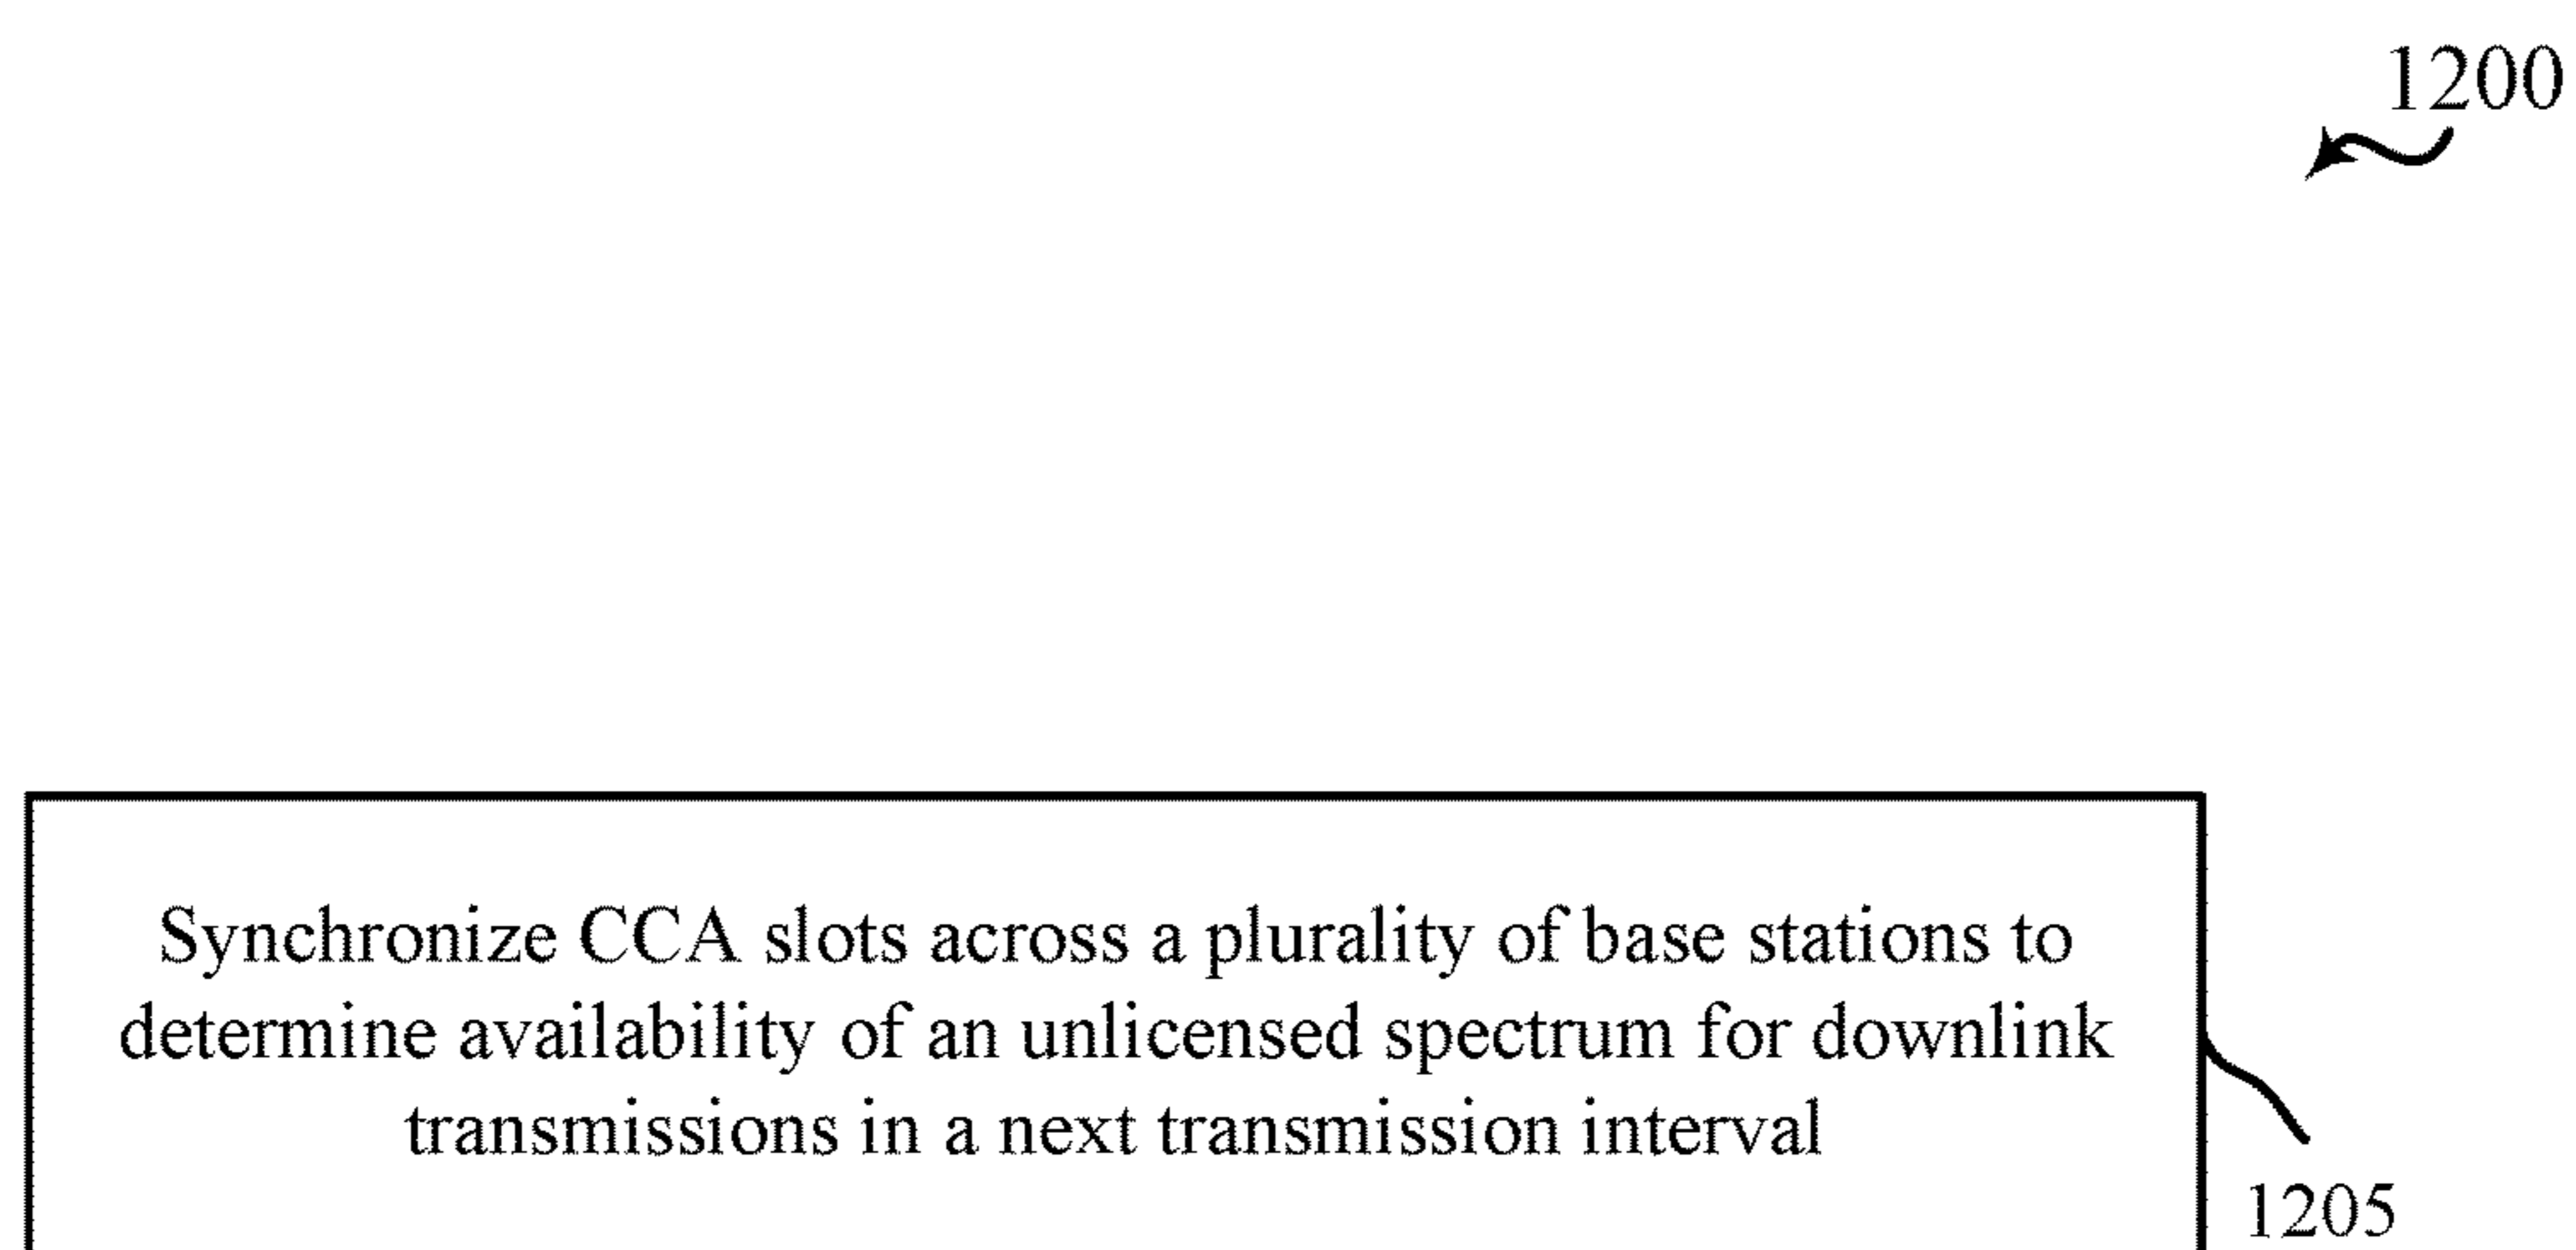 1200
Synchronize CCA slots across a plurality of base stations to
determine availability of an unlicensed spectrum for downlink
transmissions in a next transmission interval
1205